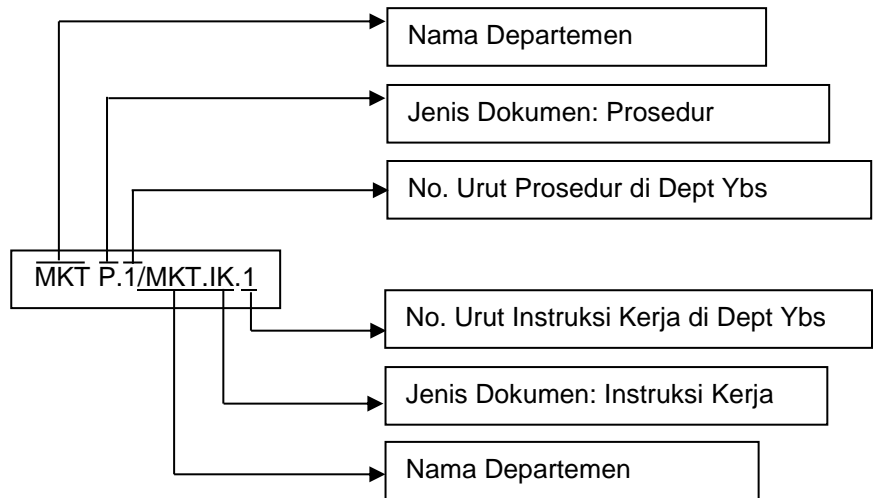 Nama Departemen
Jenis Dokumen: Prosedur
No. Urut Prosedur di Dept Ybs
MKT P.1/MKT.IK.1
No. Urut Instruksi Kerja di Dept Ybs
Jenis Dokumen: Instruksi Kerja
Nama Departemen